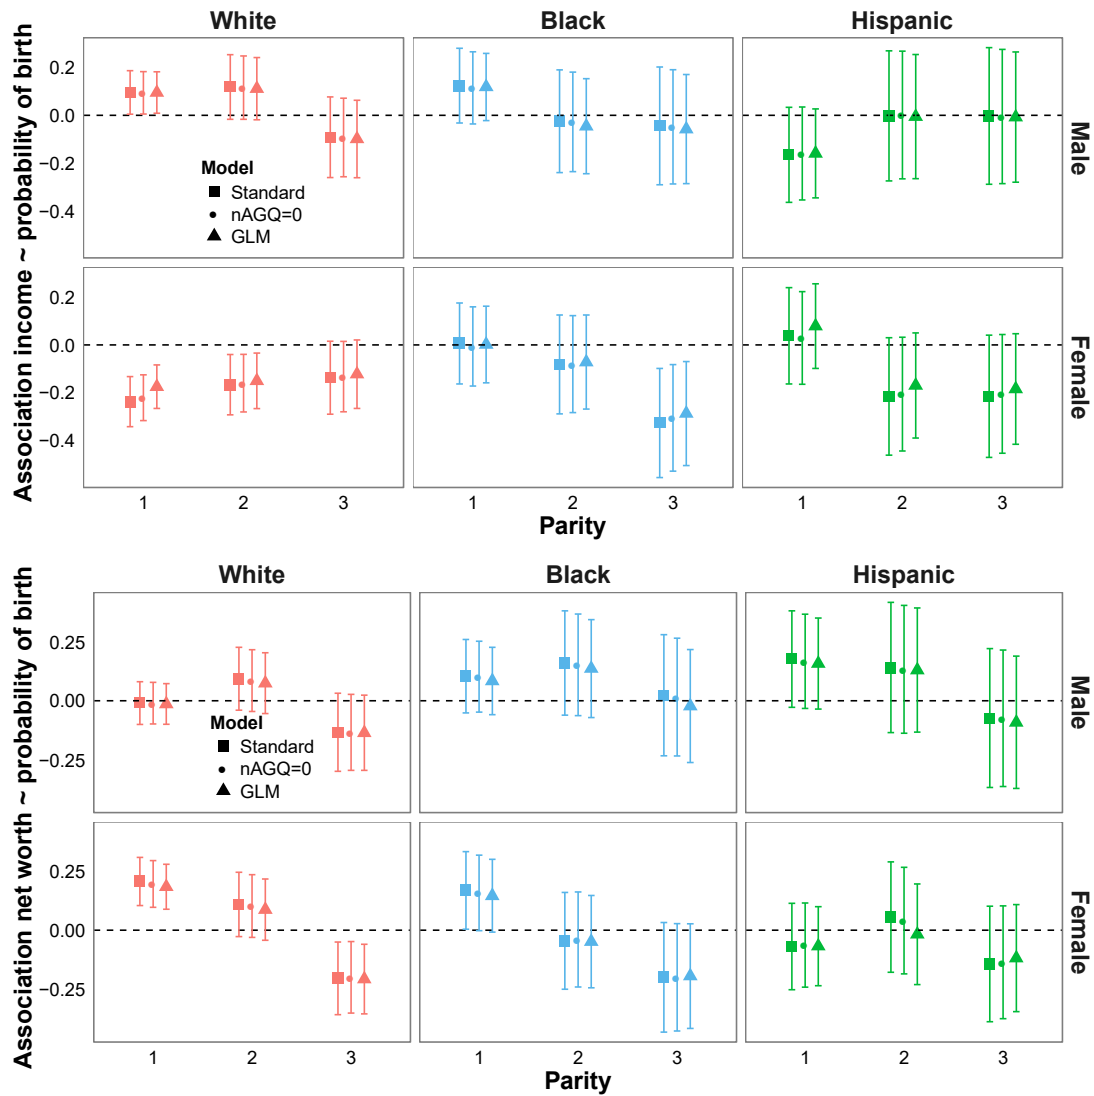 White Black Hispanic
Association income ~ probability of birth
0.2
0.0
−0.2
−0.4
Model
Standard
nAGQ=0
GLM
Male
0.2
0.0
−0.2
−0.4
Female
1 2 3 1 2 3 1 2 3
Parity
White Black Hispanic
Association net worth ~ probability of birth
0.25
0.00
−0.25
Model
Standard
nAGQ=0
GLM
Male
0.25
0.00
−0.25
Female
1 2 3 1 2 3 1 2 3
Parity